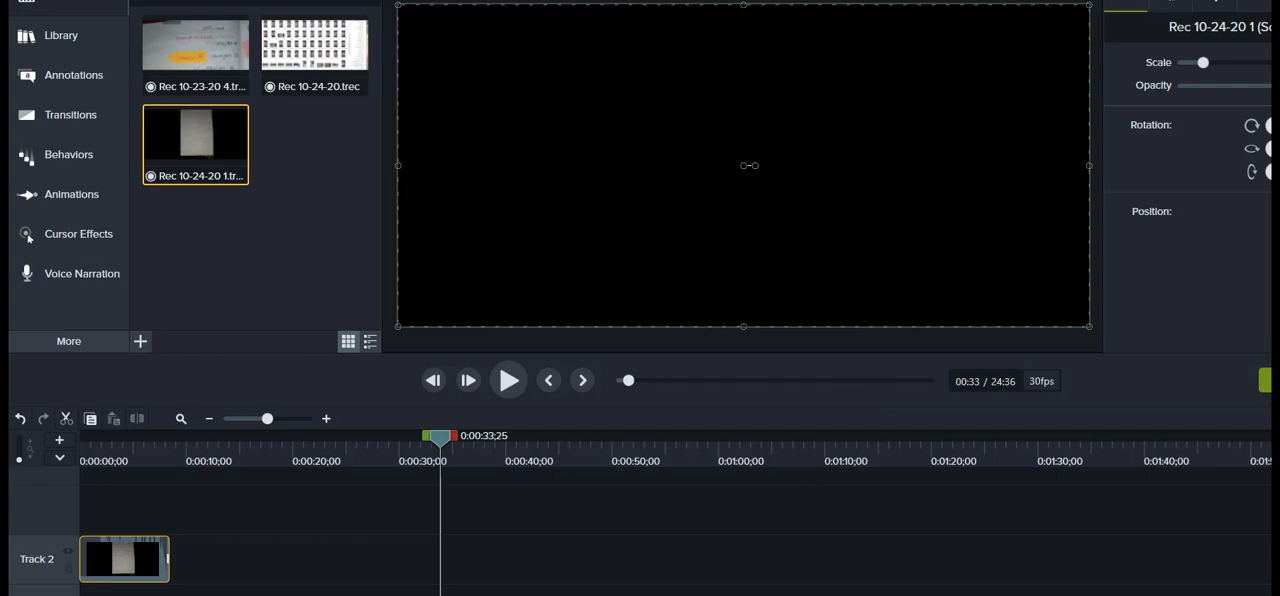 Library
Annotations
Transitions
Behaviors
Animations
Cursor Effects
Voice Narration
More
Rec 10-23-20 4.tr...
Rec 10-24-20.trec
Rec 10-24-20 1.tr...
Rec 10-24-20 1 (Sc
Scale
Opacity
Rotation:
Position:
00:33 / 24:36
30fps
0:00:33;25
0:00:00;00 0:00:10;00 0:00:20;00 0:00:30;00 0:00:40;00 0:00:50;00 0:01:00;00 0:01:10;00 0:01:20;00 0:01:30;00 0:01:40;00
Track 2